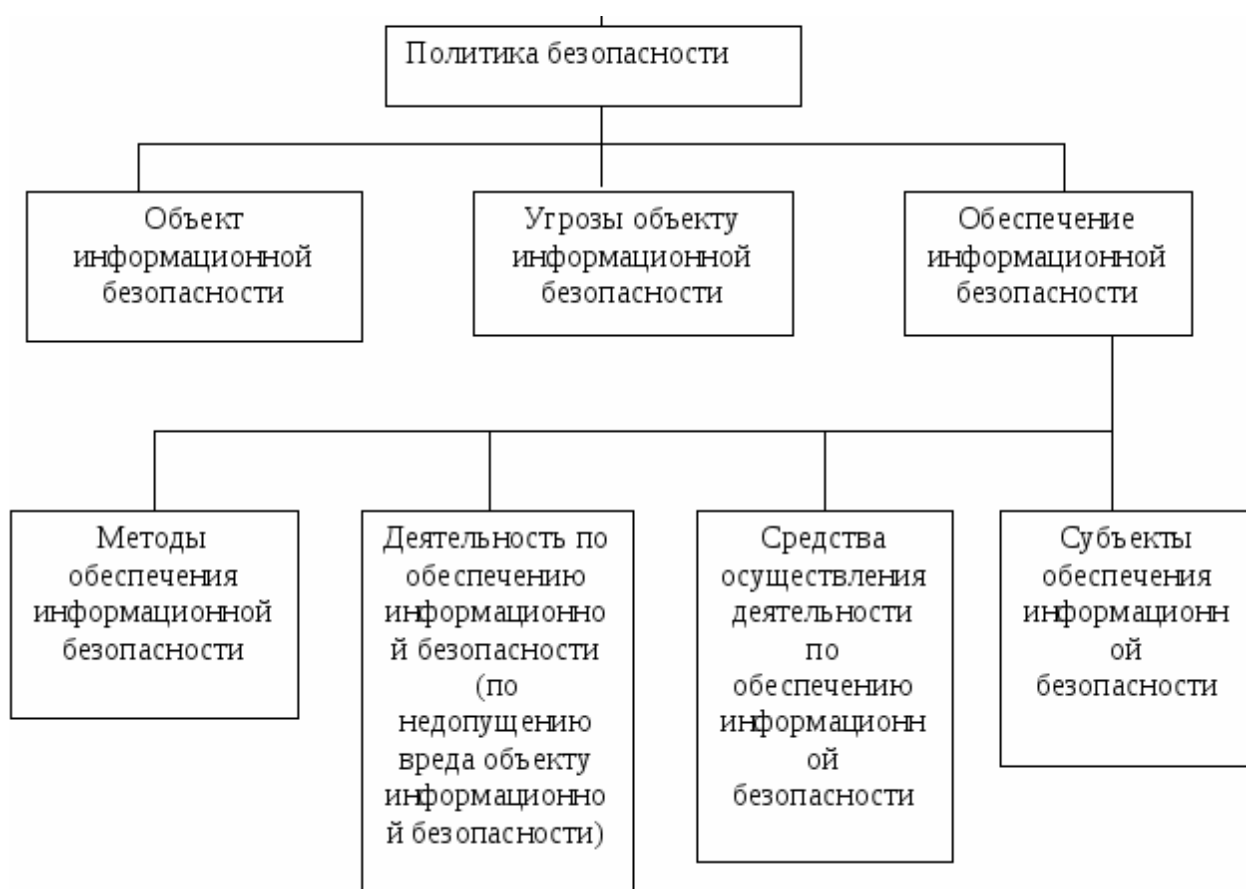 Политика безопасности
Объект
информационной
безопасности
Угрозы объекту
информационной
безопасности
Обеспечение
информационной
безопасности
Методы
обеспечения
информационной
безопасности
Деятельность по
обеспечению
информационно
й безопасности
(по
недопущению
вреда объекту
информационно
й безопасности)
Средства
осуществления
деятельности
по
обеспечению
информационн
ой
безопасности
Субъекты
обеспечения
информационн
ой
безопасности